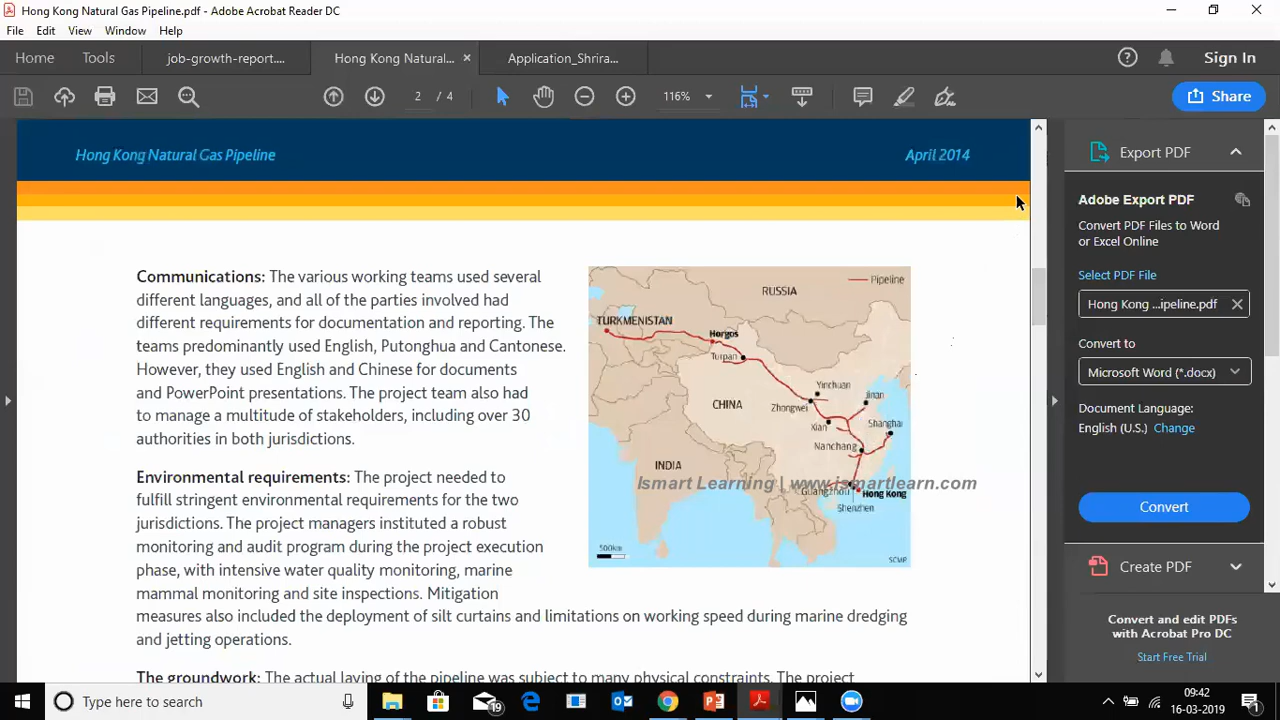 Hong Kong Natural Gas Pipeline.pdf - Adobe Acrobat Reader DC
File Edit View Window Help
Home Tools job-growth-report.... Hong Kong Natural... × Application_Shrira... Sign In
2 / 4 116% Share
Hong Kong Natural Gas Pipeline April 2014
Communications: The various working teams used several
different languages, and all of the parties involved had
different requirements for documentation and reporting. The
teams predominantly used English, Putonghua and Cantonese.
However, they used English and Chinese for documents
and PowerPoint presentations. The project team also had
to manage a multitude of stakeholders, including over 30
authorities in both jurisdictions.
Environmental requirements: The project needed to
fulfill stringent environmental requirements for the two
jurisdictions. The project managers instituted a robust
monitoring and audit program during the project execution
phase, with intensive water quality monitoring, marine
mammal monitoring and site inspections. Mitigation
measures also included the deployment of silt curtains and limitations on working speed during marine dredging
and jetting operations.
The groundwork: The actual laying of the pipeline was subject to many physical constraints. The project
Pipeline
RUSSIA
TURKMENISTAN
Horgos
Turpan
Yinchuan
Jinan
CHINA
Zhongwei
Xian
Shanghai
Nanchang
INDIA
Ismart Learning | www.ismartlearn.com
Guangzhou
Hong Kong
Shenzhen
500km
SCMP
Export PDF
Adobe Export PDF
Convert PDF Files to Word
or Excel Online
Select PDF File
Hong Kong ...ipeline.pdf
Convert to
Microsoft Word (*.docx)
Document Language:
English (U.S.) Change
Convert
Create PDF
Convert and edit PDFs
with Acrobat Pro DC
Start Free Trial
Type here to search
19
09:42
16-03-2019
1